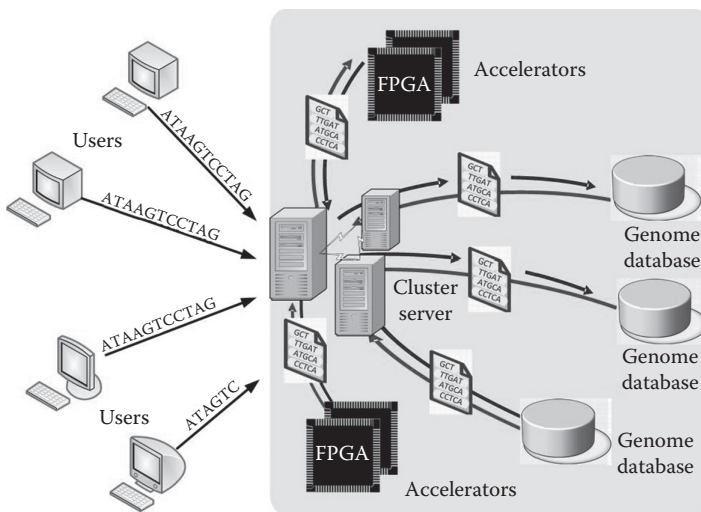 FPGA
Accelerators
GCT
TTGAT
ATGCA
CCTCA
Users
ATAAGTCCTAG
ATAAGTCCTAG
GCT
TTGAT
ATGCA
CCTCA
Genome
database
Cluster
server
GCT
TTGAT
ATGCA
CCTCA
Genome
database
ATAAGTCCTAG
GCT
TTGAT
ATGCA
CCTCA
GCT
TTGAT
ATGCA
CCTCA
Users
ATAGTC
FPGA
Accelerators
Genome
database